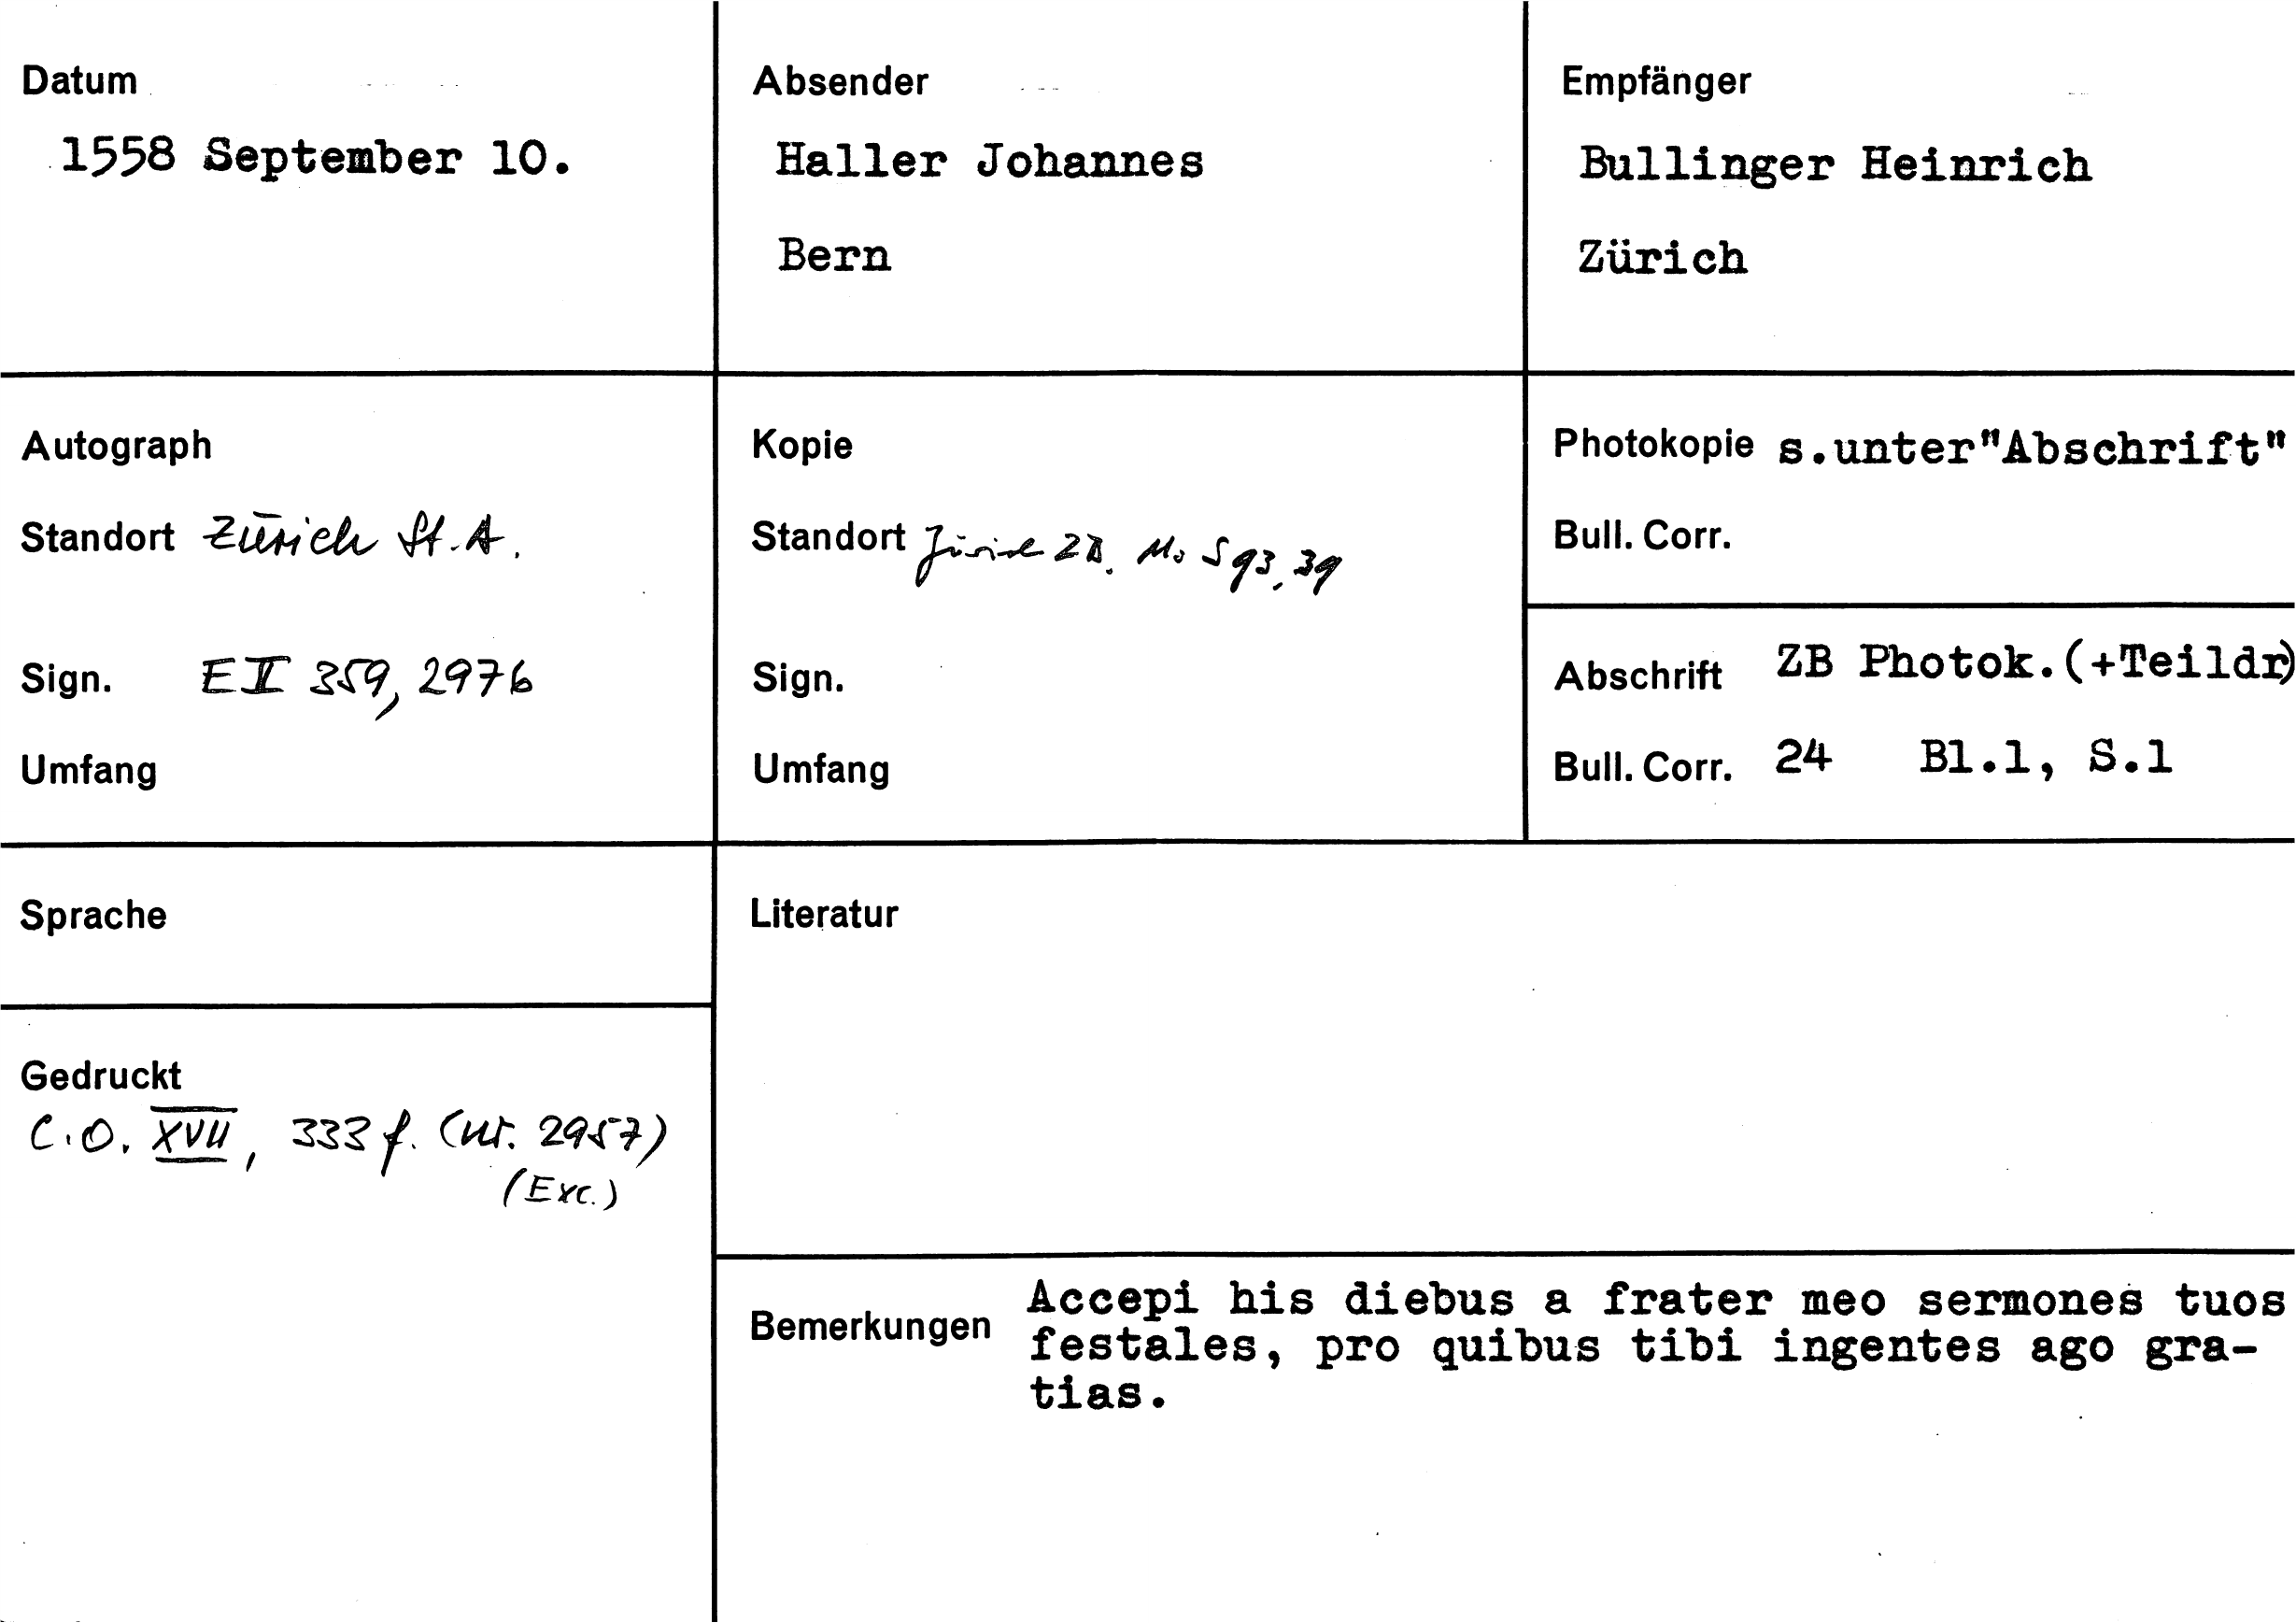 Datum
1558 September 10.
Absender
Haller Johannes
Bern
Empfänger
Bullinger Heinrich
Zürich
Autograph
Standort Zürich St.A.
Sign. E II 359, 2976
Umfang
Kopie
Standort Zürich ZB. Ms S 93, 39
Sign.
Umfang
Photokopie s.unter"Abschrift"
Bull. Corr.
Abschrift ZB Photok.(+Teildr)
Bull. Corr. 24 Bl.1, S.1
Sprache
Literatur
Gedruckt
C.O. XVII, 333 f. (Nr. 2957)
(Exc.)
Bemerkungen Accepi his diebus a frater meo sermones tuos
festales, pro quibus tibi ingentes ago gra-
tias.